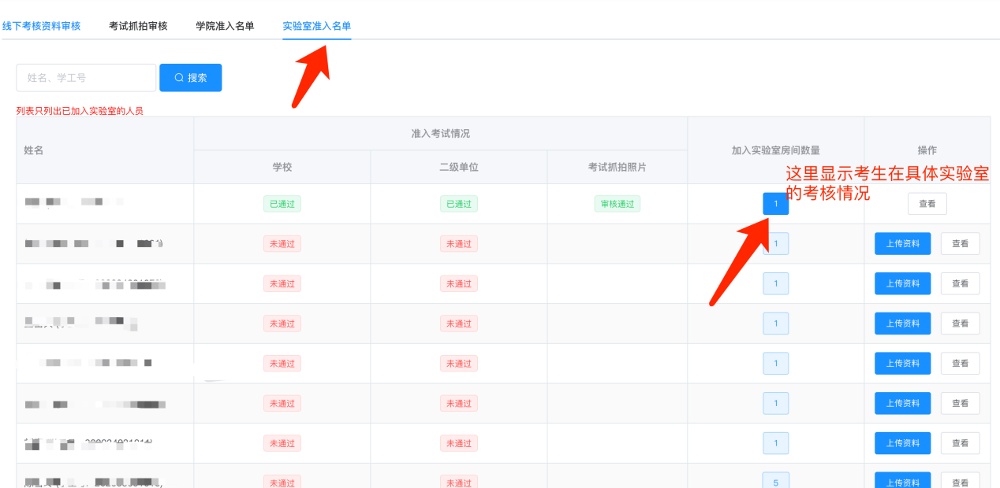 线下考核资料审核 考试抓拍审核 学院准入名单 实验室准入名单
姓名、学工号 搜索
列表只列出已加入实验室的人员
姓名 准入考试情况 加入实验室房间数量 操作
学校 二级单位 考试抓拍照片
这里显示考生在具体实验室
的考核情况
已通过 已通过 审核通过 1 查看
未通过 未通过 1 上传资料 查看
未通过 未通过 1 上传资料 查看
未通过 未通过 1 上传资料 查看
未通过 未通过 1 上传资料 查看
未通过 未通过 1 上传资料 查看
未通过 未通过 1 上传资料 查看
未通过 未通过 5 上传资料 查看